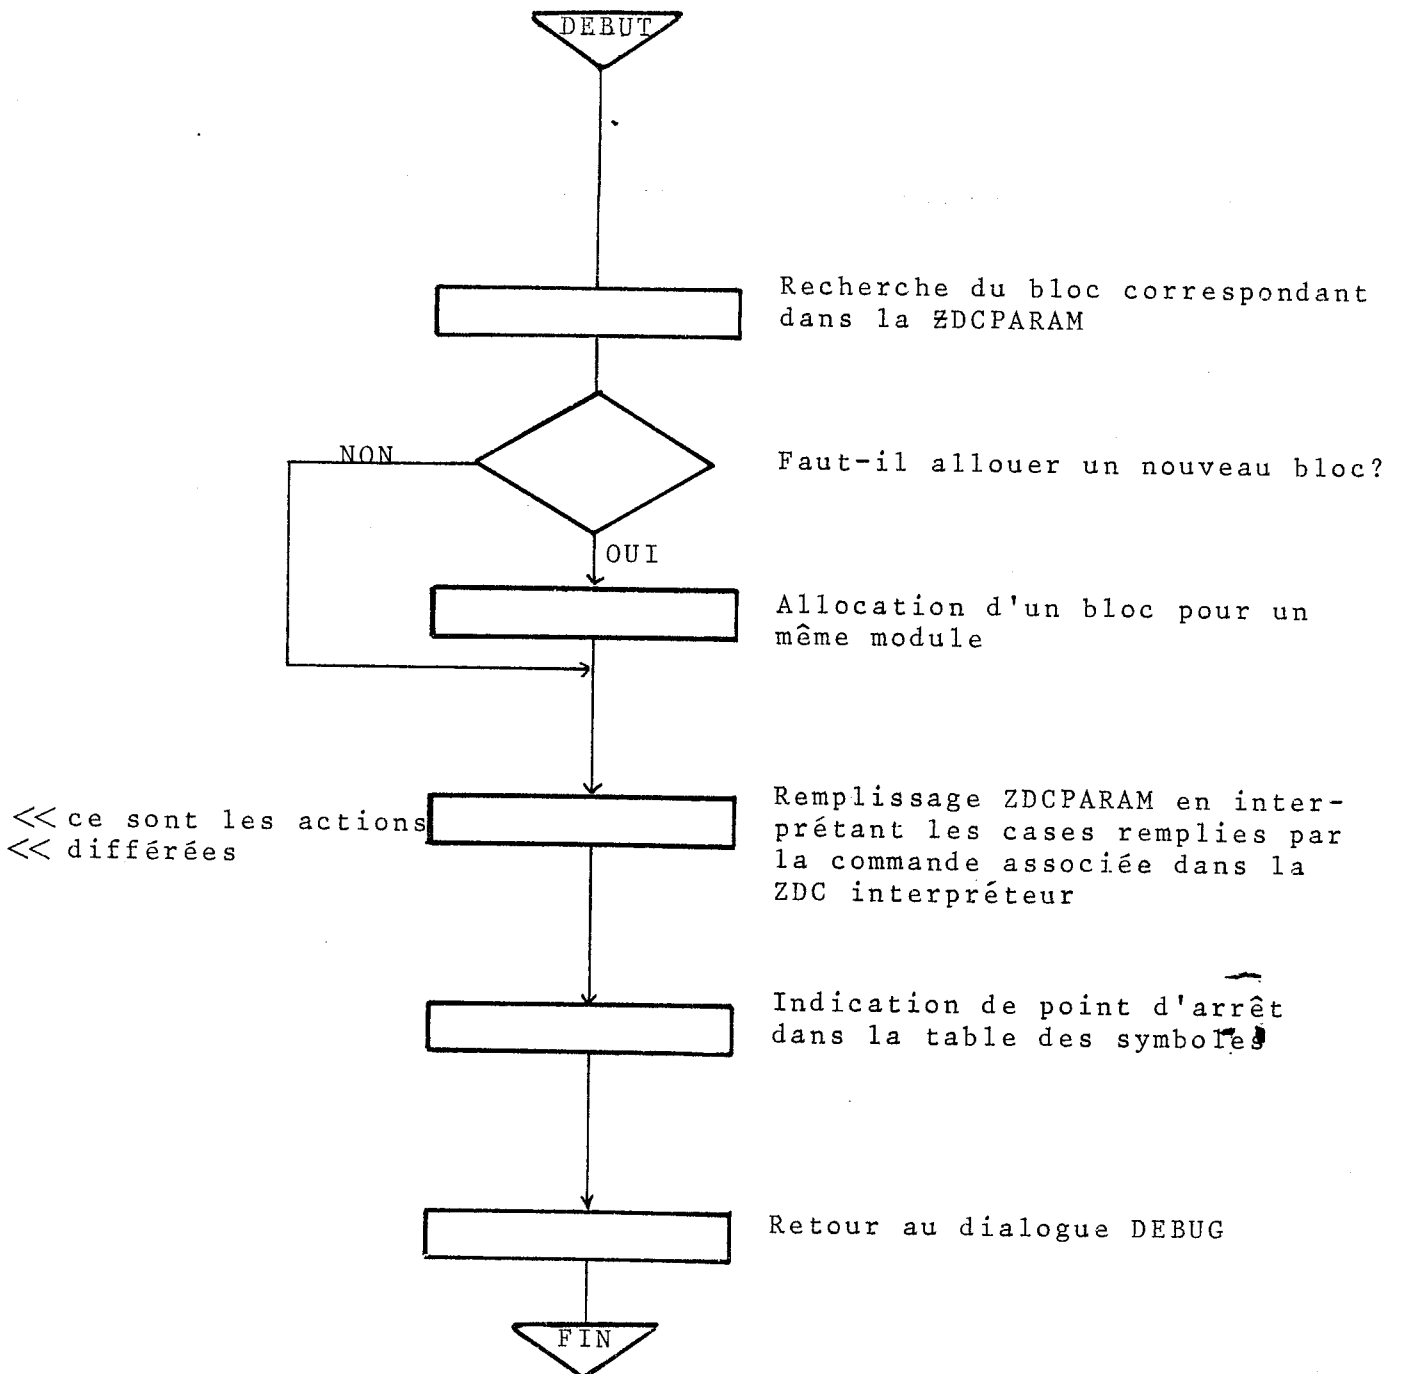 DEBUT
Recherche du bloc correspondant
dans la ZDCPARAM
NON
Faut-il allouer un nouveau bloc?
OUI
Allocation d'un bloc pour un
même module
<< ce sont les actions
<< différées
Remplissage ZDCPARAM en inter-
prétant les cases remplies par
la commande associée dans la
ZDC interpréteur
Indication de point d'arrêt
dans la table des symboles
Retour au dialogue DEBUG
FIN